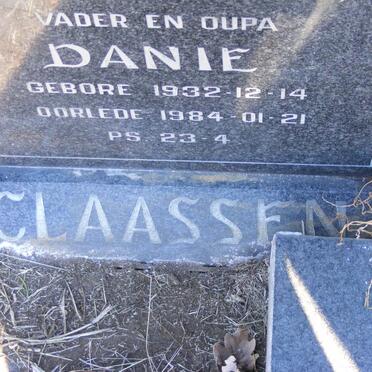 VADER EN OUPA
DANIE
GEBORE 1932-12-14
OORLEDE 1984-01-21
PS 23-4
CLAASSEN